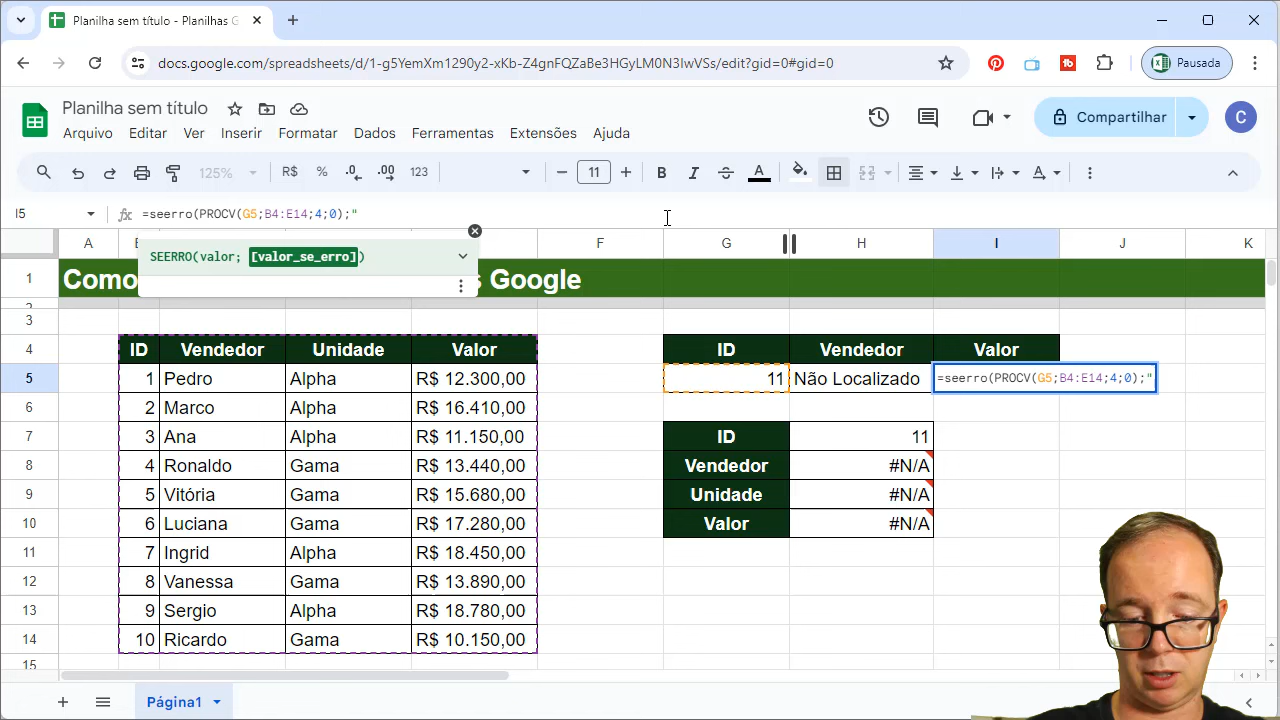 Planilha sem título - Planilhas G
docs.google.com/spreadsheets/d/1-g5YemXm1290y2-xKb-Z4gnFQZaBe3HGyLM0N3IwVSs/edit?gid=0#gid=0
Pausada
Planilha sem título
Arquivo Editar Ver Inserir Formatar Dados Ferramentas Extensões Ajuda
Compartilhar C
125% R$ % .0 .00 123 11 B I S A A
I5 fx =seerro(PROCV(G5;B4:E14;4;0);"
SEERRO(valor; [valor_se_erro])
A F G H I J K
1 Como s Google
2
3
4 ID Vendedor Unidade Valor ID Vendedor Valor
5 1 Pedro Alpha R$ 12.300,00 11 Não Localizado =seerro(PROCV(G5;B4:E14;4;0);"
6 2 Marco Alpha R$ 16.410,00
7 3 Ana Alpha R$ 11.150,00 ID 11
8 4 Ronaldo Gama R$ 13.440,00 Vendedor #N/A
9 5 Vitória Gama R$ 15.680,00 Unidade #N/A
10 6 Luciana Gama R$ 17.280,00 Valor #N/A
11 7 Ingrid Alpha R$ 18.450,00
12 8 Vanessa Gama R$ 13.890,00
13 9 Sergio Alpha R$ 18.780,00
14 10 Ricardo Gama R$ 10.150,00
15
Página1